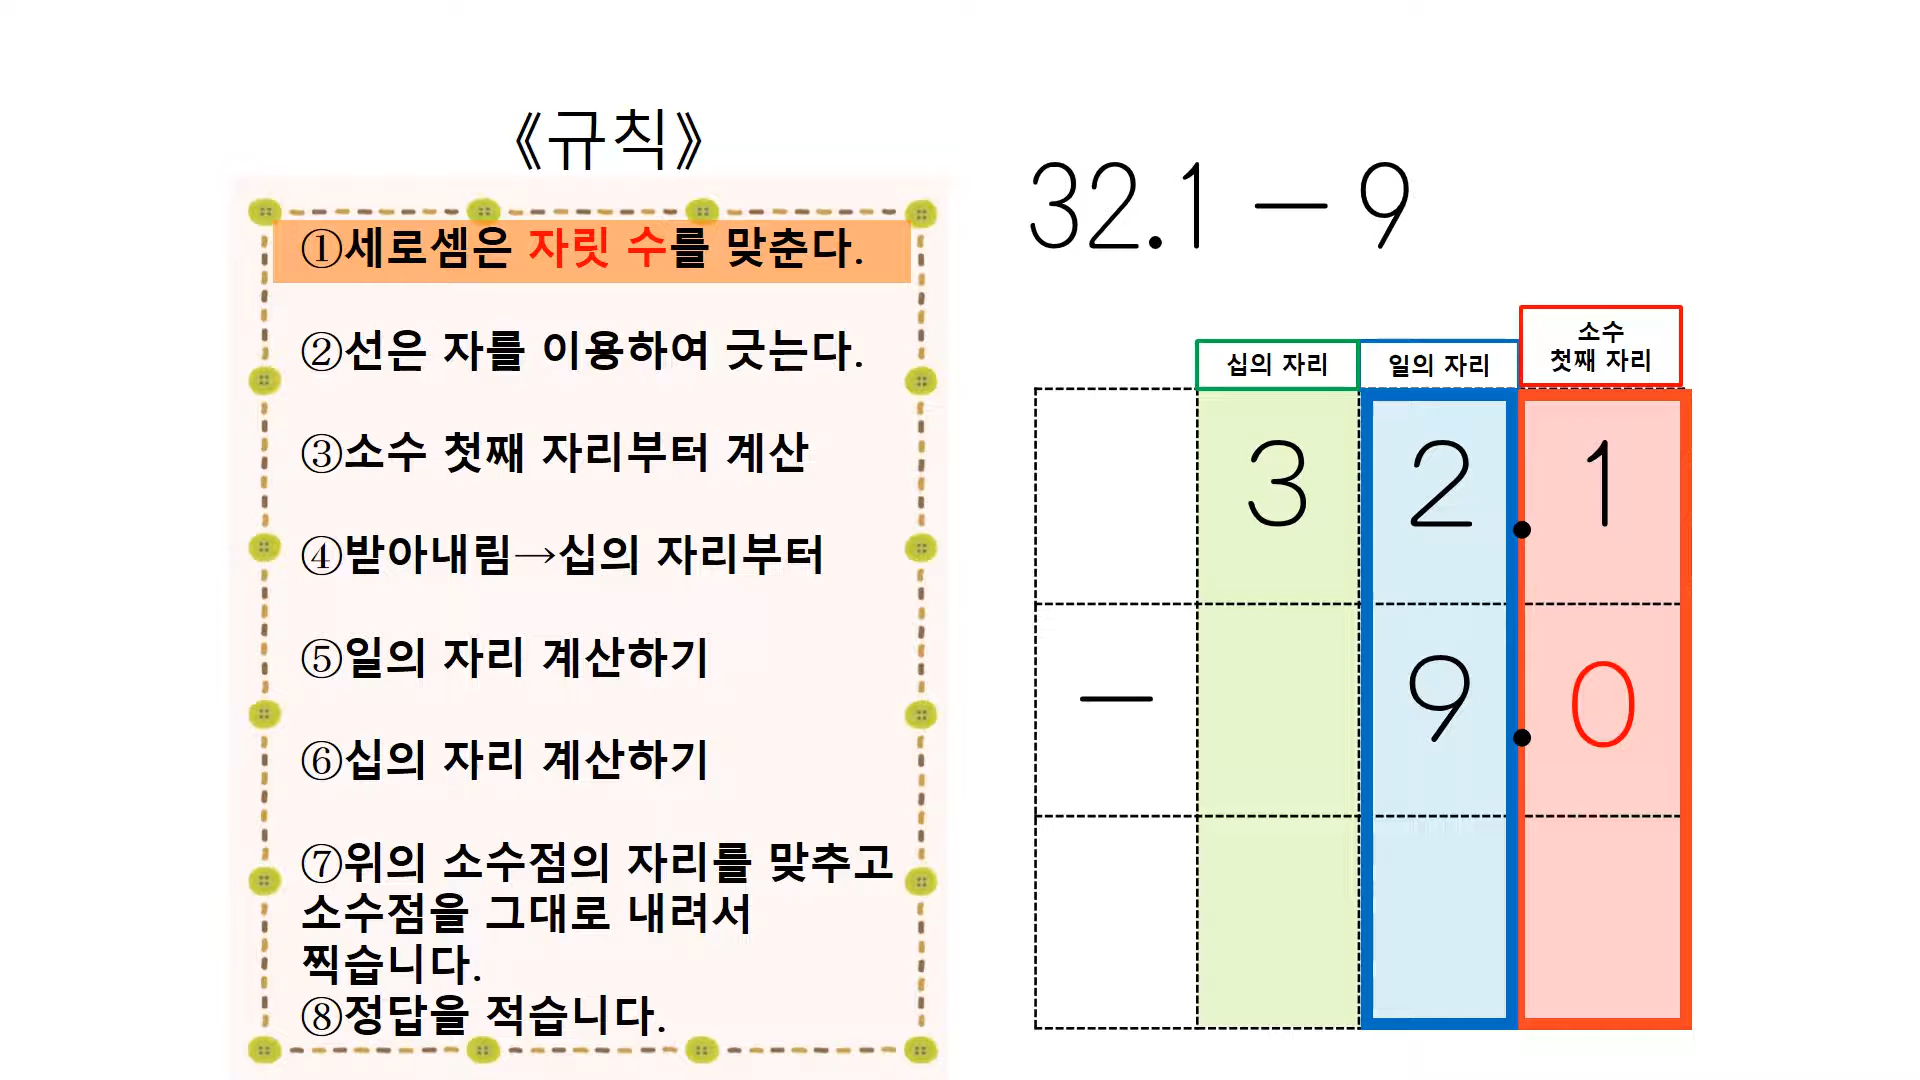 《규칙》
①세로셈은 자릿 수를 맞춘다.
②선은 자를 이용하여 긋는다.
③소수 첫째 자리부터 계산
④받아내림→십의 자리부터
⑤일의 자리 계산하기
⑥십의 자리 계산하기
⑦위의 소수점의 자리를 맞추고
소수점을 그대로 내려서
찍습니다.
⑧정답을 적습니다.
32.1－9
십의 자리 일의 자리 소수
첫째 자리
3 2.1
－ 9.0